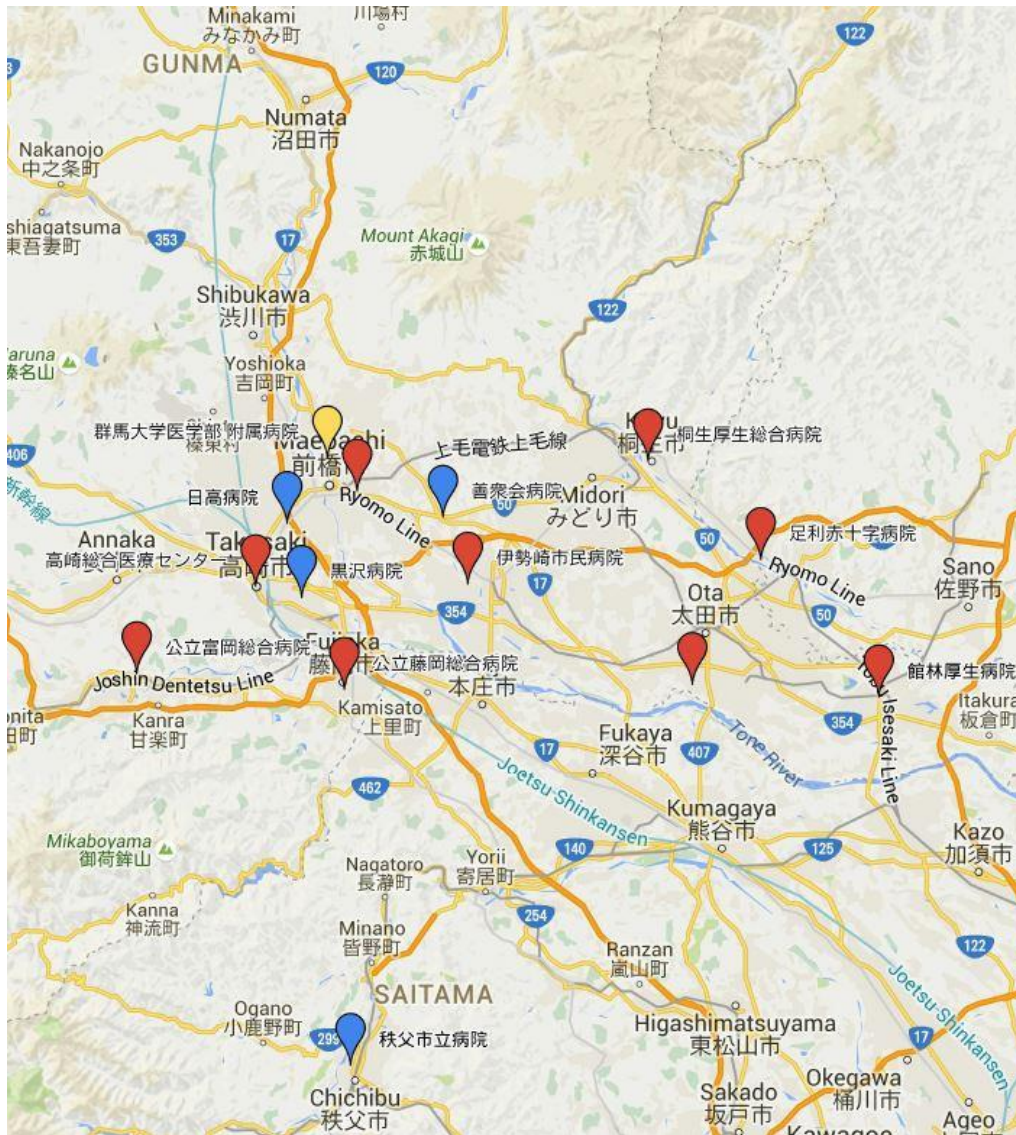 Minakami
みなかみ町
川場村
122
GUNMA
120
Numata
沼田市
Nakanojo
中之条町
shiagatsuma
東吾妻町
353
17
Mount Akagi
赤城山
Shibukawa
渋川市
122
Haruna
榛名山
Yoshioka
吉岡町
榛東村
群馬大学医学部 附属病院
Maebashi
前橋
上毛電鉄上毛線
Kiryu
桐生市
桐生厚生総合病院
406
新幹線
日高病院
Ryomo Line
善衆会病院
50
Midori
みどり市
足利赤十字病院
50
Annaka
Takasaki
高崎市
高崎総合医療センター
黒沢病院
伊勢崎市民病院
17
Ryomo Line
Sano
佐野市
354
Ota
太田市
50
公立富岡総合病院
Fujioka
藤岡市
公立藤岡総合病院
館林厚生病院
Joshin Dentetsu Line
本庄市
Tobu Isesaki Line
Itakura
板倉町
Kanra
甘楽町
Kamisato
上里町
354
Fukaya
深谷市
17
407
Tone River
462
Joetsu Shinkansen
Kumagaya
熊谷市
Mikaboyama
御荷鉾山
140
125
Kazo
加須市
Nagatoro
長瀞町
Yorii
寄居町
Kanna
神流町
254
122
Minano
皆野町
Ranzan
嵐山町
SAITAMA
Joetsu Shinkansen
Ogano
小鹿野町
299
秩父市立病院
Higashimatsuyama
東松山市
17
Chichibu
秩父市
Okegawa
桶川市
Sakado
坂戸市
Ageo
Kawagoe